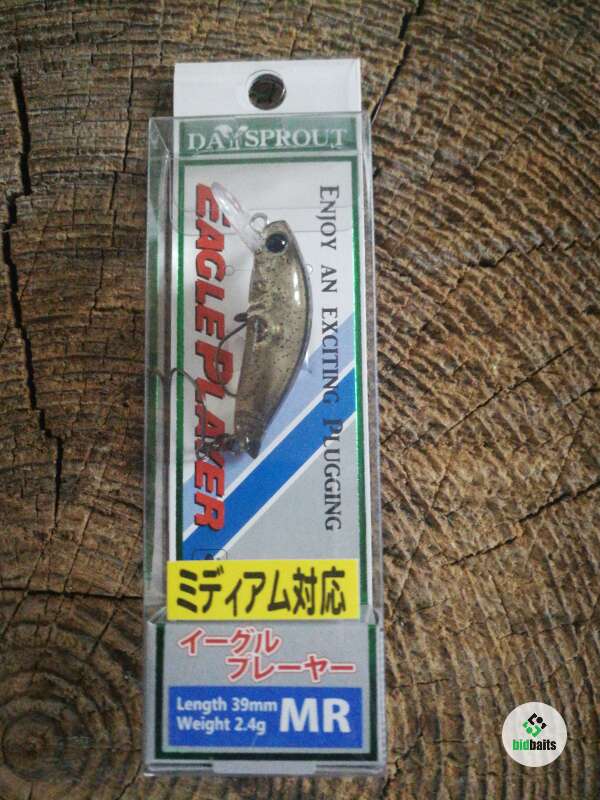 DAYSPROUT
ENJOY AN EXCITING PLUGGING
EAGLE PLAYER
ミディアム対応
イーグル
プレーヤー
Length 39mm
Weight 2.4g
MR
bidbaits